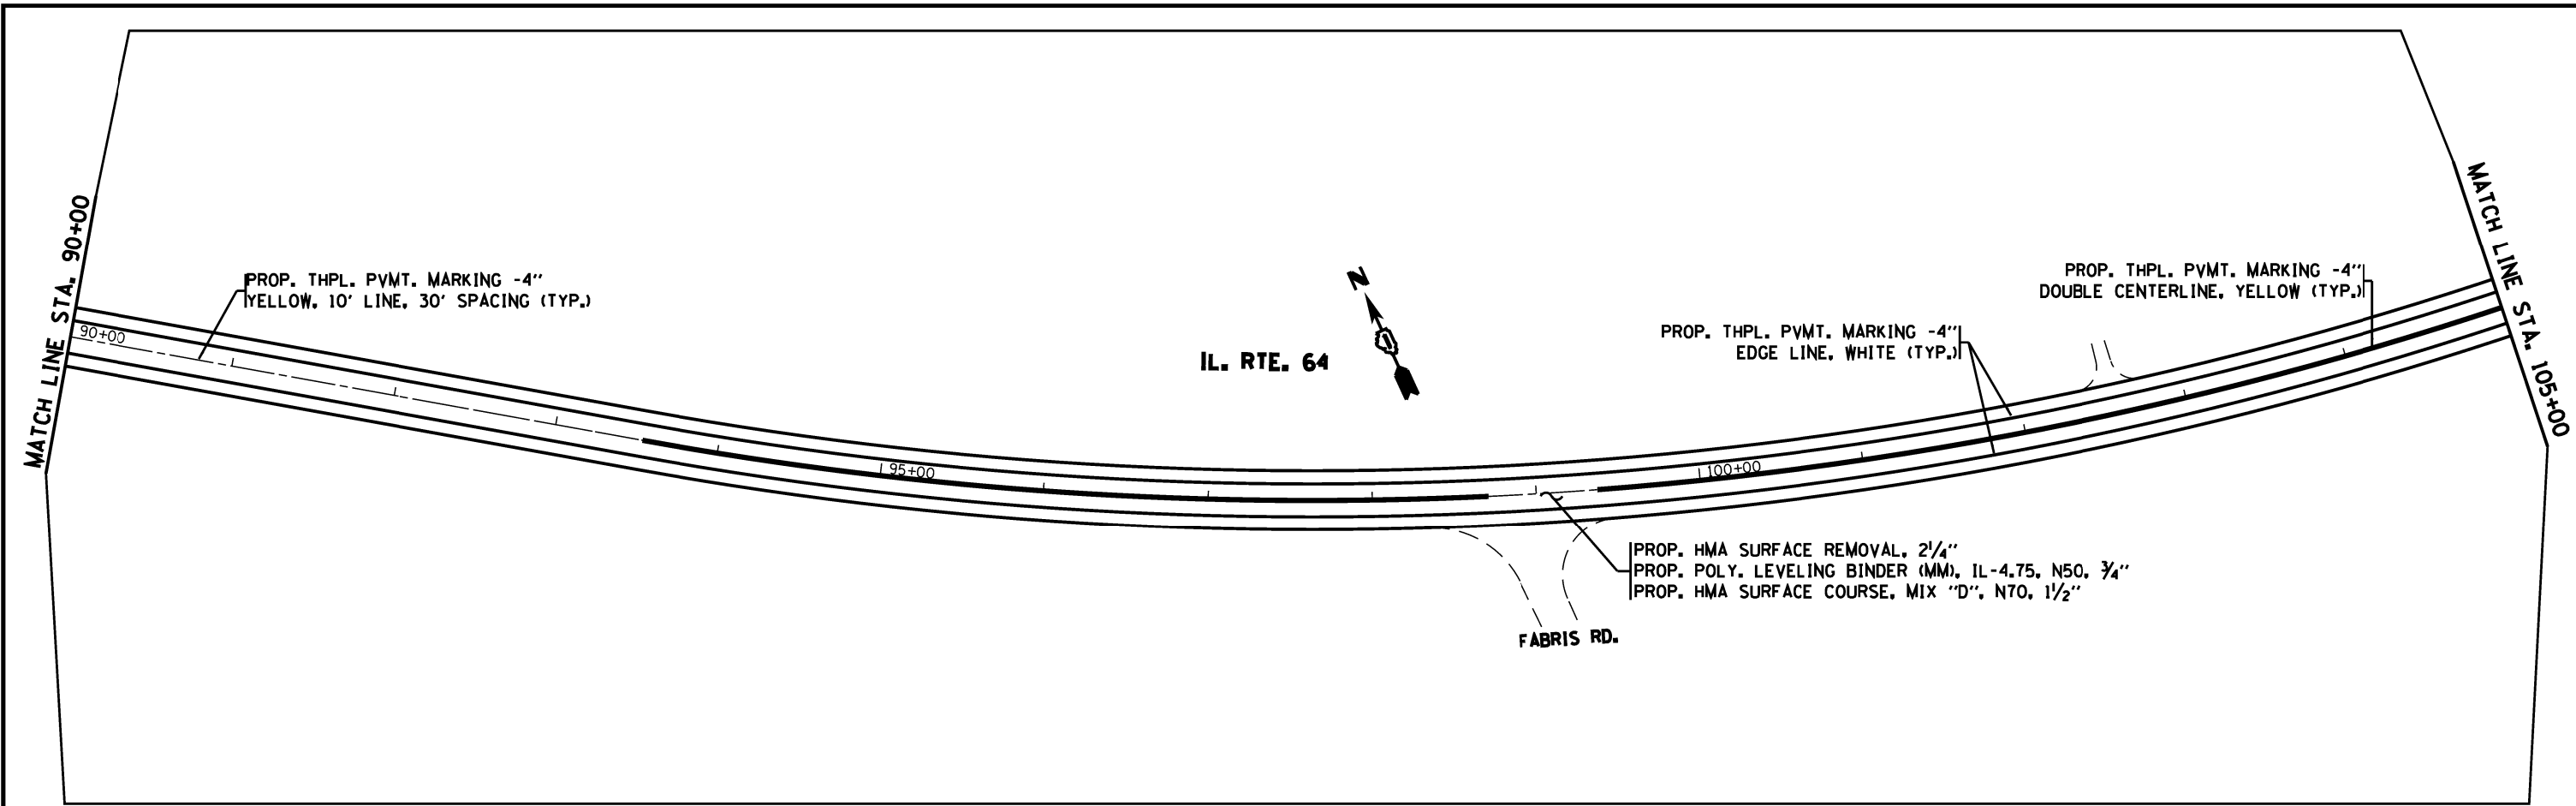 MATCH LINE STA. 90+00
PROP. THPL. PVMT. MARKING -4"
YELLOW, 10' LINE, 30' SPACING (TYP.)
90+00
95+00
IL. RTE. 64
N
PROP. THPL. PVMT. MARKING -4"
EDGE LINE, WHITE (TYP.)
PROP. THPL. PVMT. MARKING -4"
DOUBLE CENTERLINE, YELLOW (TYP.)
100+00
PROP. HMA SURFACE REMOVAL, 2¼"
PROP. POLY. LEVELING BINDER (MM), IL-4.75, N50, ¾"
PROP. HMA SURFACE COURSE, MIX "D", N70, 1½"
FABRIS RD.
MATCH LINE STA. 105+00